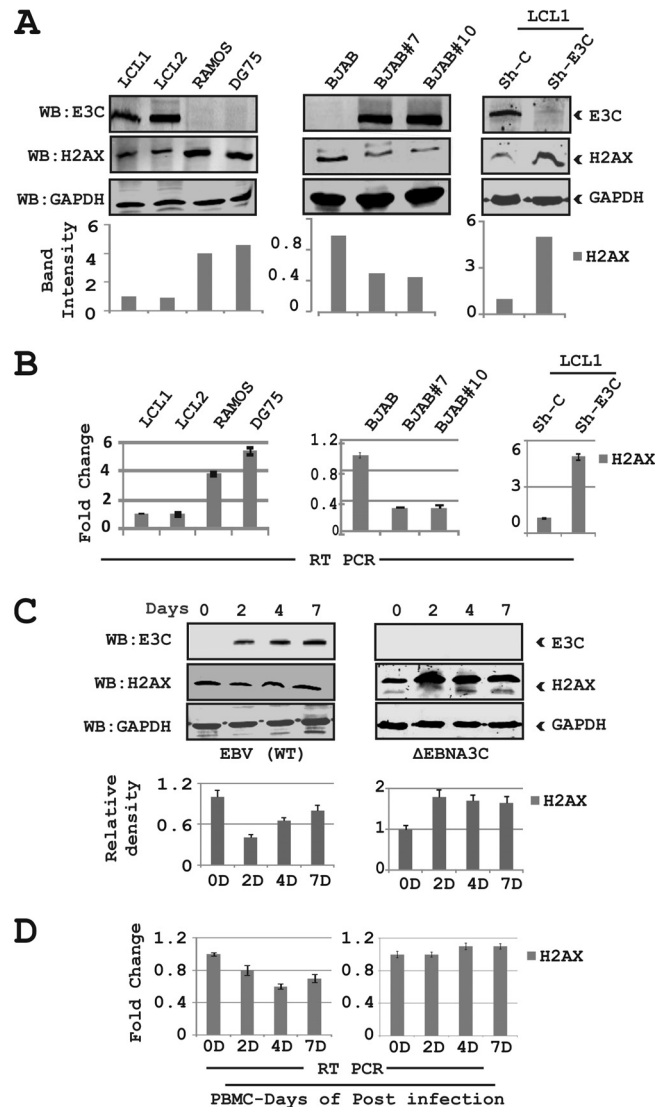 A
LCL1 LCL2 RAMOS DG75
BJAB BJAB#7 BJAB#10
LCL1
Sh-C Sh-E3C
WB:E3C
E3C
WB:H2AX
H2AX
WB:GAPDH
GAPDH
Band Intensity
6
4
2
0
0.8
0.4
0
6
4
2
0
H2AX
B
LCL1 LCL2 RAMOS DG75
BJAB BJAB#7 BJAB#10
LCL1
Sh-C Sh-E3C
Fold Change
6
4
2
0
1.2
0.8
0.4
0
6
3
0
H2AX
RT PCR
C
Days 0 2 4 7
0 2 4 7
WB:E3C
E3C
WB:H2AX
H2AX
WB:GAPDH
GAPDH
EBV (WT)
ΔEBNA3C
Relative density
1.2
0.6
0
0D 2D 4D 7D
2
1
0
0D 2D 4D 7D
H2AX
D
Fold Change
1.2
0.8
0.4
0
0D 2D 4D 7D
1.2
0.8
0.4
0
0D 2D 4D 7D
H2AX
RT PCR
PBMC-Days of Post infection